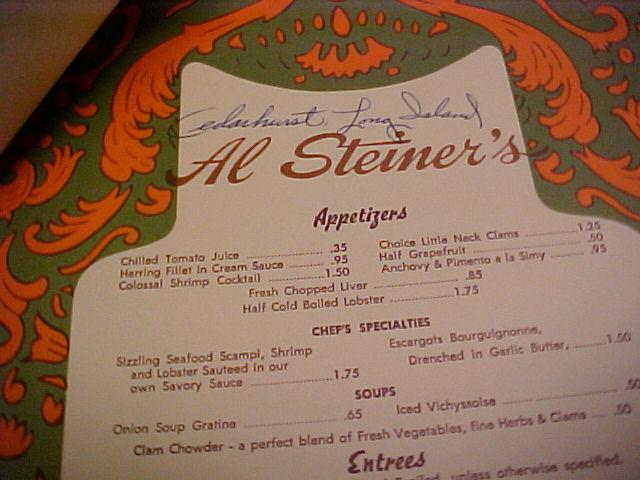 Cedarhurst, Long Island
Al Steiner's
Appetizers
Chilled Tomato Juice .35
Herring Fillet In Cream Sauce .95
Colossal Shrimp Cocktail 1.50
Choice Little Neck Clams 1.25
Half Grapefruit .50
Anchovy & Pimento a la Simy .95
Fresh Chopped Liver .85
Half Cold Boiled Lobster 1.75
CHEF'S SPECIALTIES
Sizzling Seafood Scampi, Shrimp
and Lobster Sauteed in our
own Savory Sauce 1.75
Escargots Bourguignonne,
Drenched in Garlic Butter, 1.50
SOUPS
Onion Soup Gratine .65
Iced Vichyssoise .50
Clam Chowder - a perfect blend of Fresh Vegetables, fine Herbs & Clams .50
Entrees
unless otherwise specified.